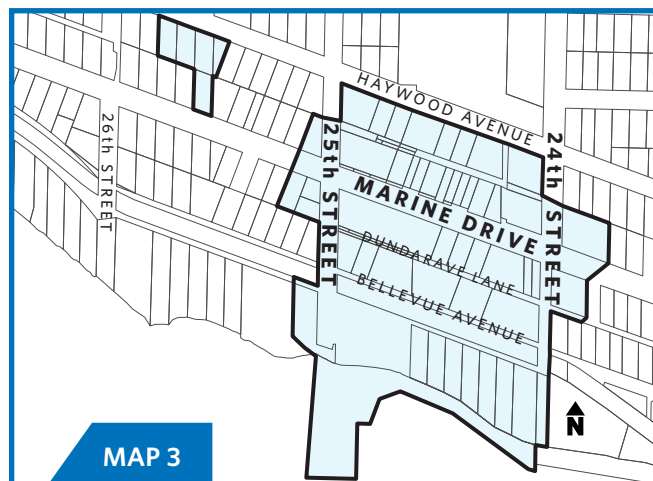 HAYWOOD AVENUE
26th STREET
25th STREET
24th STREET
MARINE DRIVE
DUNDARAVE LANE
BELLEVUE AVENUE
N
MAP 3